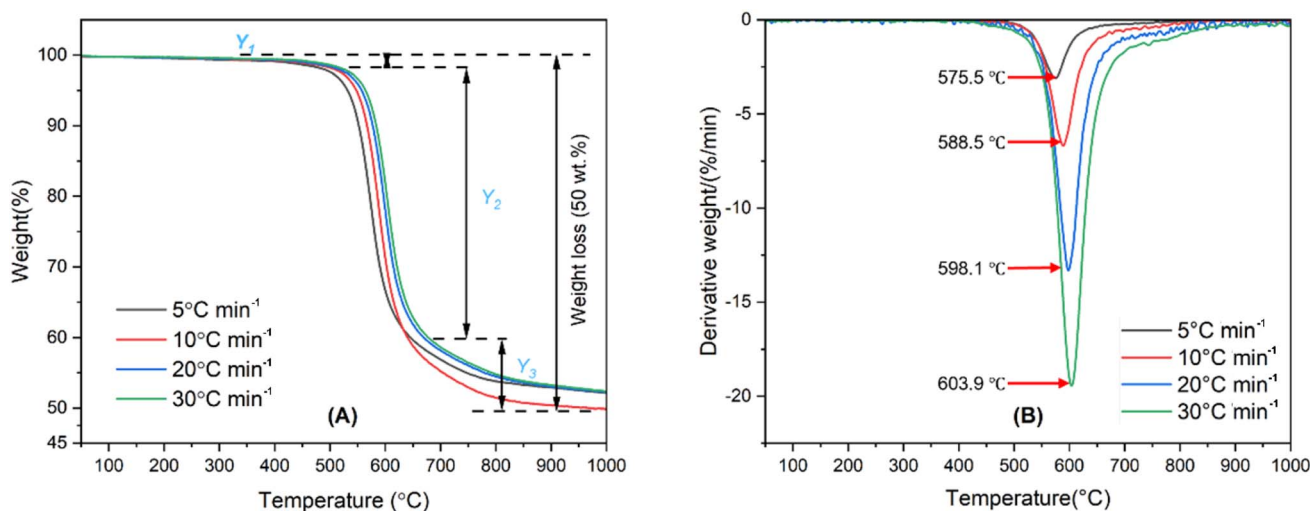 Y₁
100
90
80
70
60
50
45
Weight(%)
Y₂
Y₃
Weight loss (50 wt.%)
5°C min⁻¹
10°C min⁻¹
20°C min⁻¹
30°C min⁻¹
(A)
100 200 300 400 500 600 700 800 900 1000
Temperature (°C)
0
-5
-10
-15
-20
Derivative weight/(%/min)
575.5 ℃
588.5 ℃
598.1 ℃
603.9 ℃
5°C min⁻¹
10°C min⁻¹
20°C min⁻¹
30°C min⁻¹
(B)
100 200 300 400 500 600 700 800 900 1000
Temperature(°C)